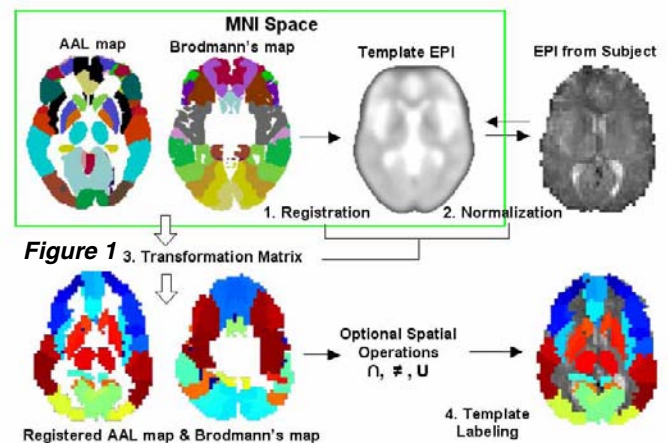 MNI Space
AAL map
Brodmann's map
Template EPI
EPI from Subject
1. Registration
2. Normalization
Figure 1
3. Transformation Matrix
Optional Spatial
Operations
∩, ≠, U
4. Template
Labeling
Registered AAL map & Brodmann's map